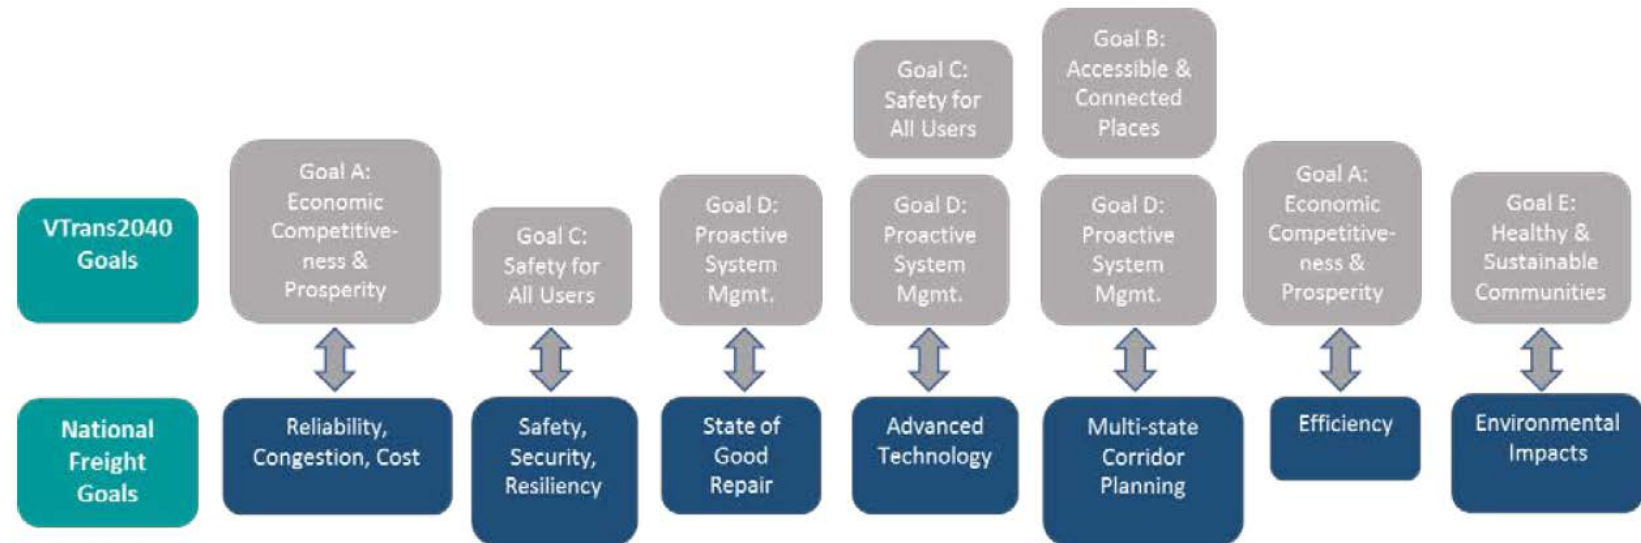 VTrans2040
Goals
Goal A:
Economic
Competitive-
ness &
Prosperity
Goal C:
Safety for
All Users
Goal D:
Proactive
System
Mgmt.
Goal C:
Safety for
All Users
Goal D:
Proactive
System
Mgmt.
Goal B:
Accessible &
Connected
Places
Goal D:
Proactive
System
Mgmt.
Goal A:
Economic
Competitive-
ness &
Prosperity
Goal E:
Healthy &
Sustainable
Communities
National
Freight
Goals
Reliability,
Congestion, Cost
Safety,
Security,
Resiliency
State of
Good
Repair
Advanced
Technology
Multi-state
Corridor
Planning
Efficiency
Environmental
Impacts